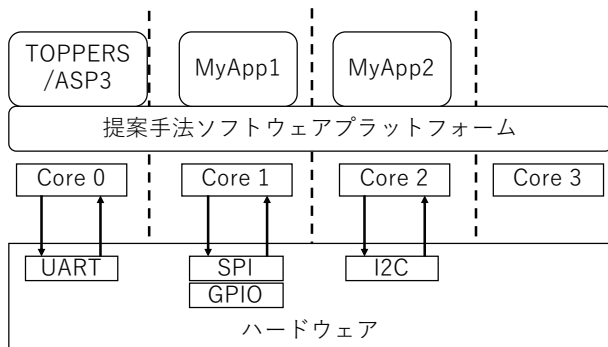 TOPPERS
/ASP3
MyApp1
MyApp2
提案手法ソフトウェアプラットフォーム
Core 0
Core 1
Core 2
Core 3
UART
SPI
I2C
GPIO
ハードウェア